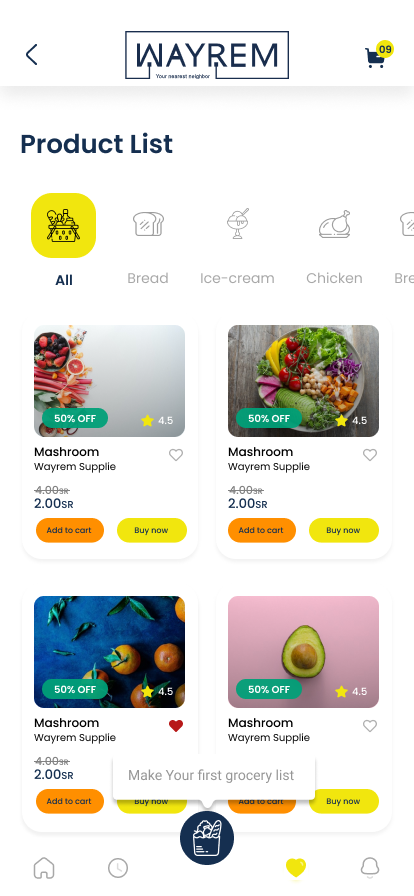 WAYREM
Your nearest neighbor
09
Product List
All
Bread
Ice-cream
Chicken
Bre
50% OFF
4.5
50% OFF
4.5
Mashroom
Wayrem Supplie
4.00SR
2.00SR
Add to cart
Buy now
Mashroom
Wayrem Supplie
4.00SR
2.00SR
Add to cart
Buy now
50% OFF
4.5
50% OFF
4.5
Mashroom
Wayrem Supplie
4.00SR
2.00SR
Add to cart
Buy now
Mashroom
Wayrem Supplie
Add to cart
Buy now
Make Your first grocery list